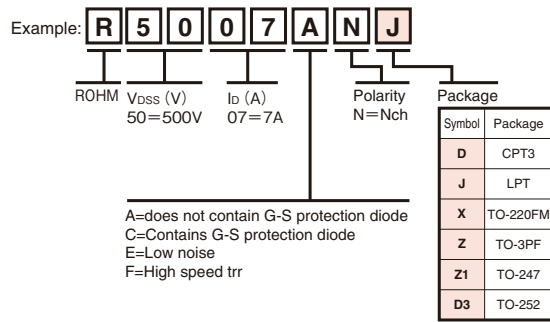 Example: R 5 0 0 7 A N J
ROHM
VDSS (V)
50=500V
ID (A)
07=7A
Polarity
N=Nch
Package
Symbol Package
D CPT3
J LPT
X TO-220FM
Z TO-3PF
Z1 TO-247
D3 TO-252
A=does not contain G-S protection diode
C=Contains G-S protection diode
E=Low noise
F=High speed trr